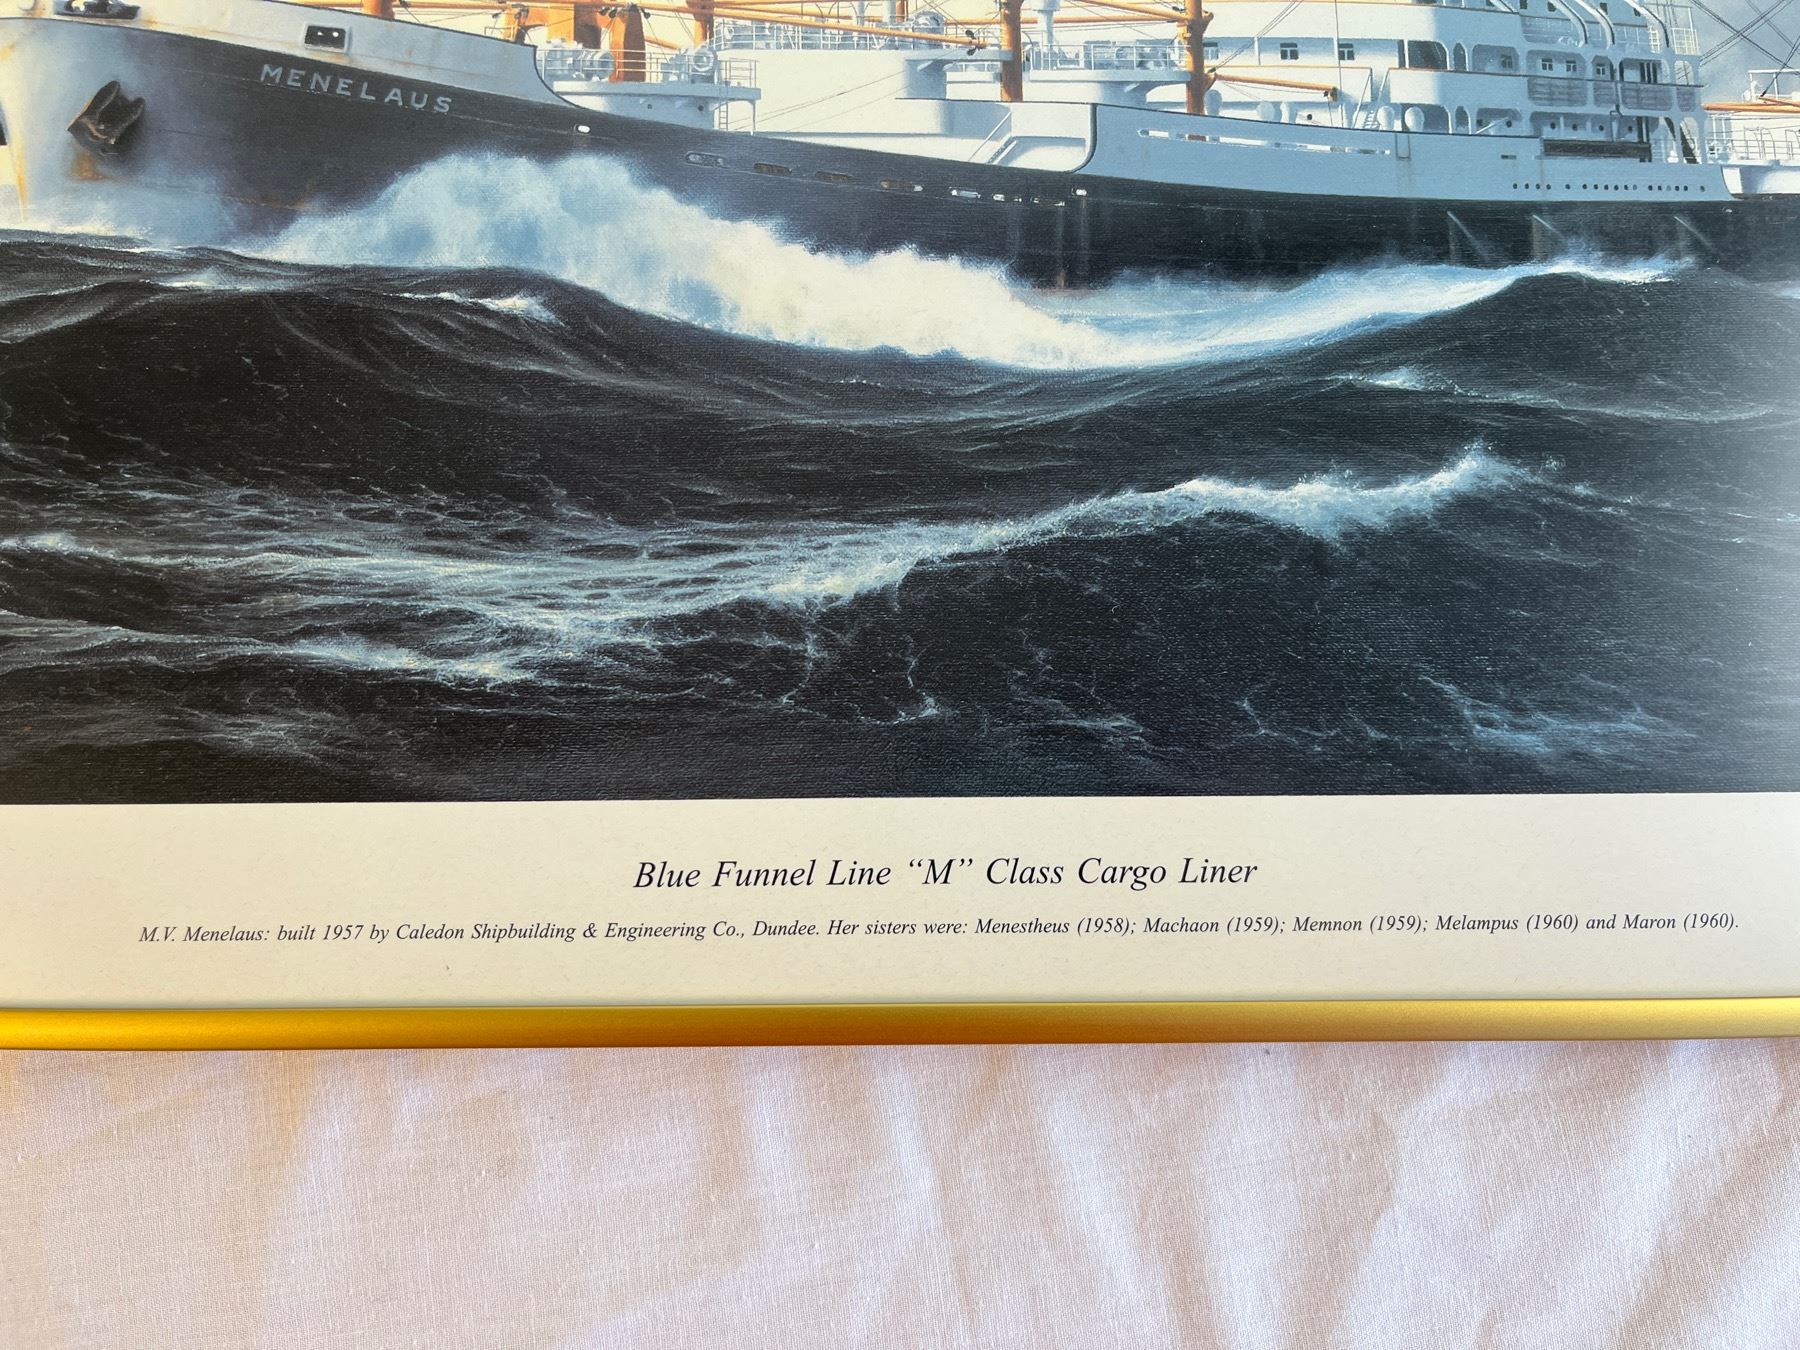 MENELAUS
Blue Funnel Line “M” Class Cargo Liner
M.V. Menelaus: built 1957 by Caledon Shipbuilding & Engineering Co., Dundee. Her sisters were: Menestheus (1958); Machaon (1959); Memnon (1959); Melampus (1960) and Maron (1960).